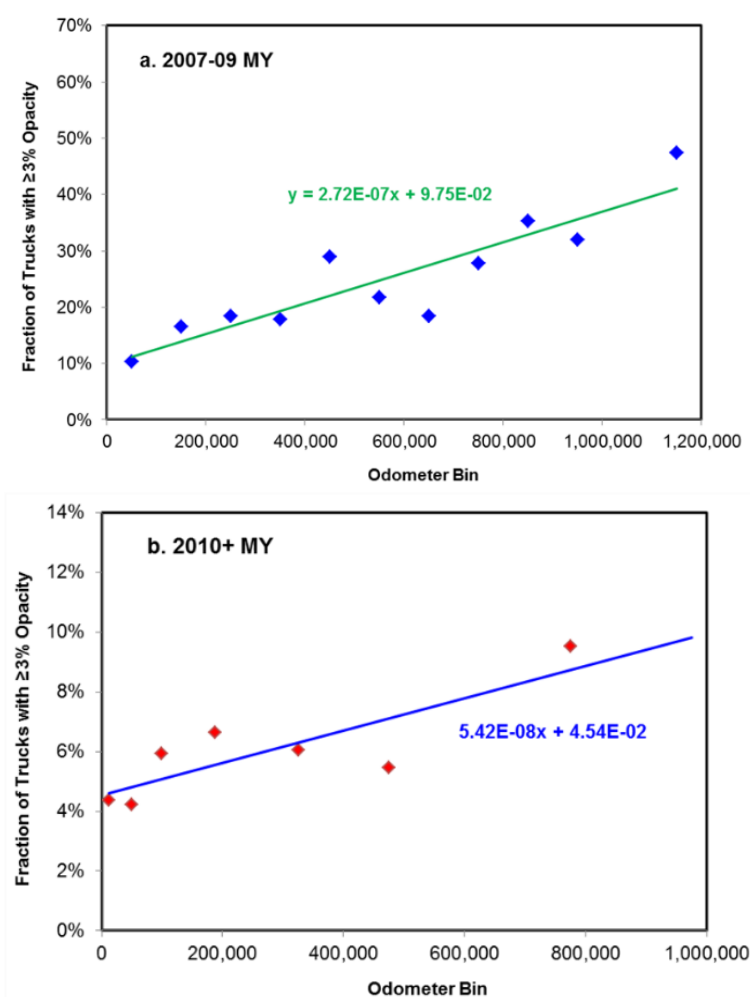 70%
a. 2007-09 MY
60%
50%
40%
y = 2.72E-07x + 9.75E-02
30%
20%
10%
0%
Fraction of Trucks with ≥3% Opacity
0 200,000 400,000 600,000 800,000 1,000,000 1,200,000
Odometer Bin
14%
b. 2010+ MY
12%
10%
8%
5.42E-08x + 4.54E-02
6%
4%
2%
0%
Fraction of Trucks with ≥3% Opacity
0 200,000 400,000 600,000 800,000 1,000,000
Odometer Bin